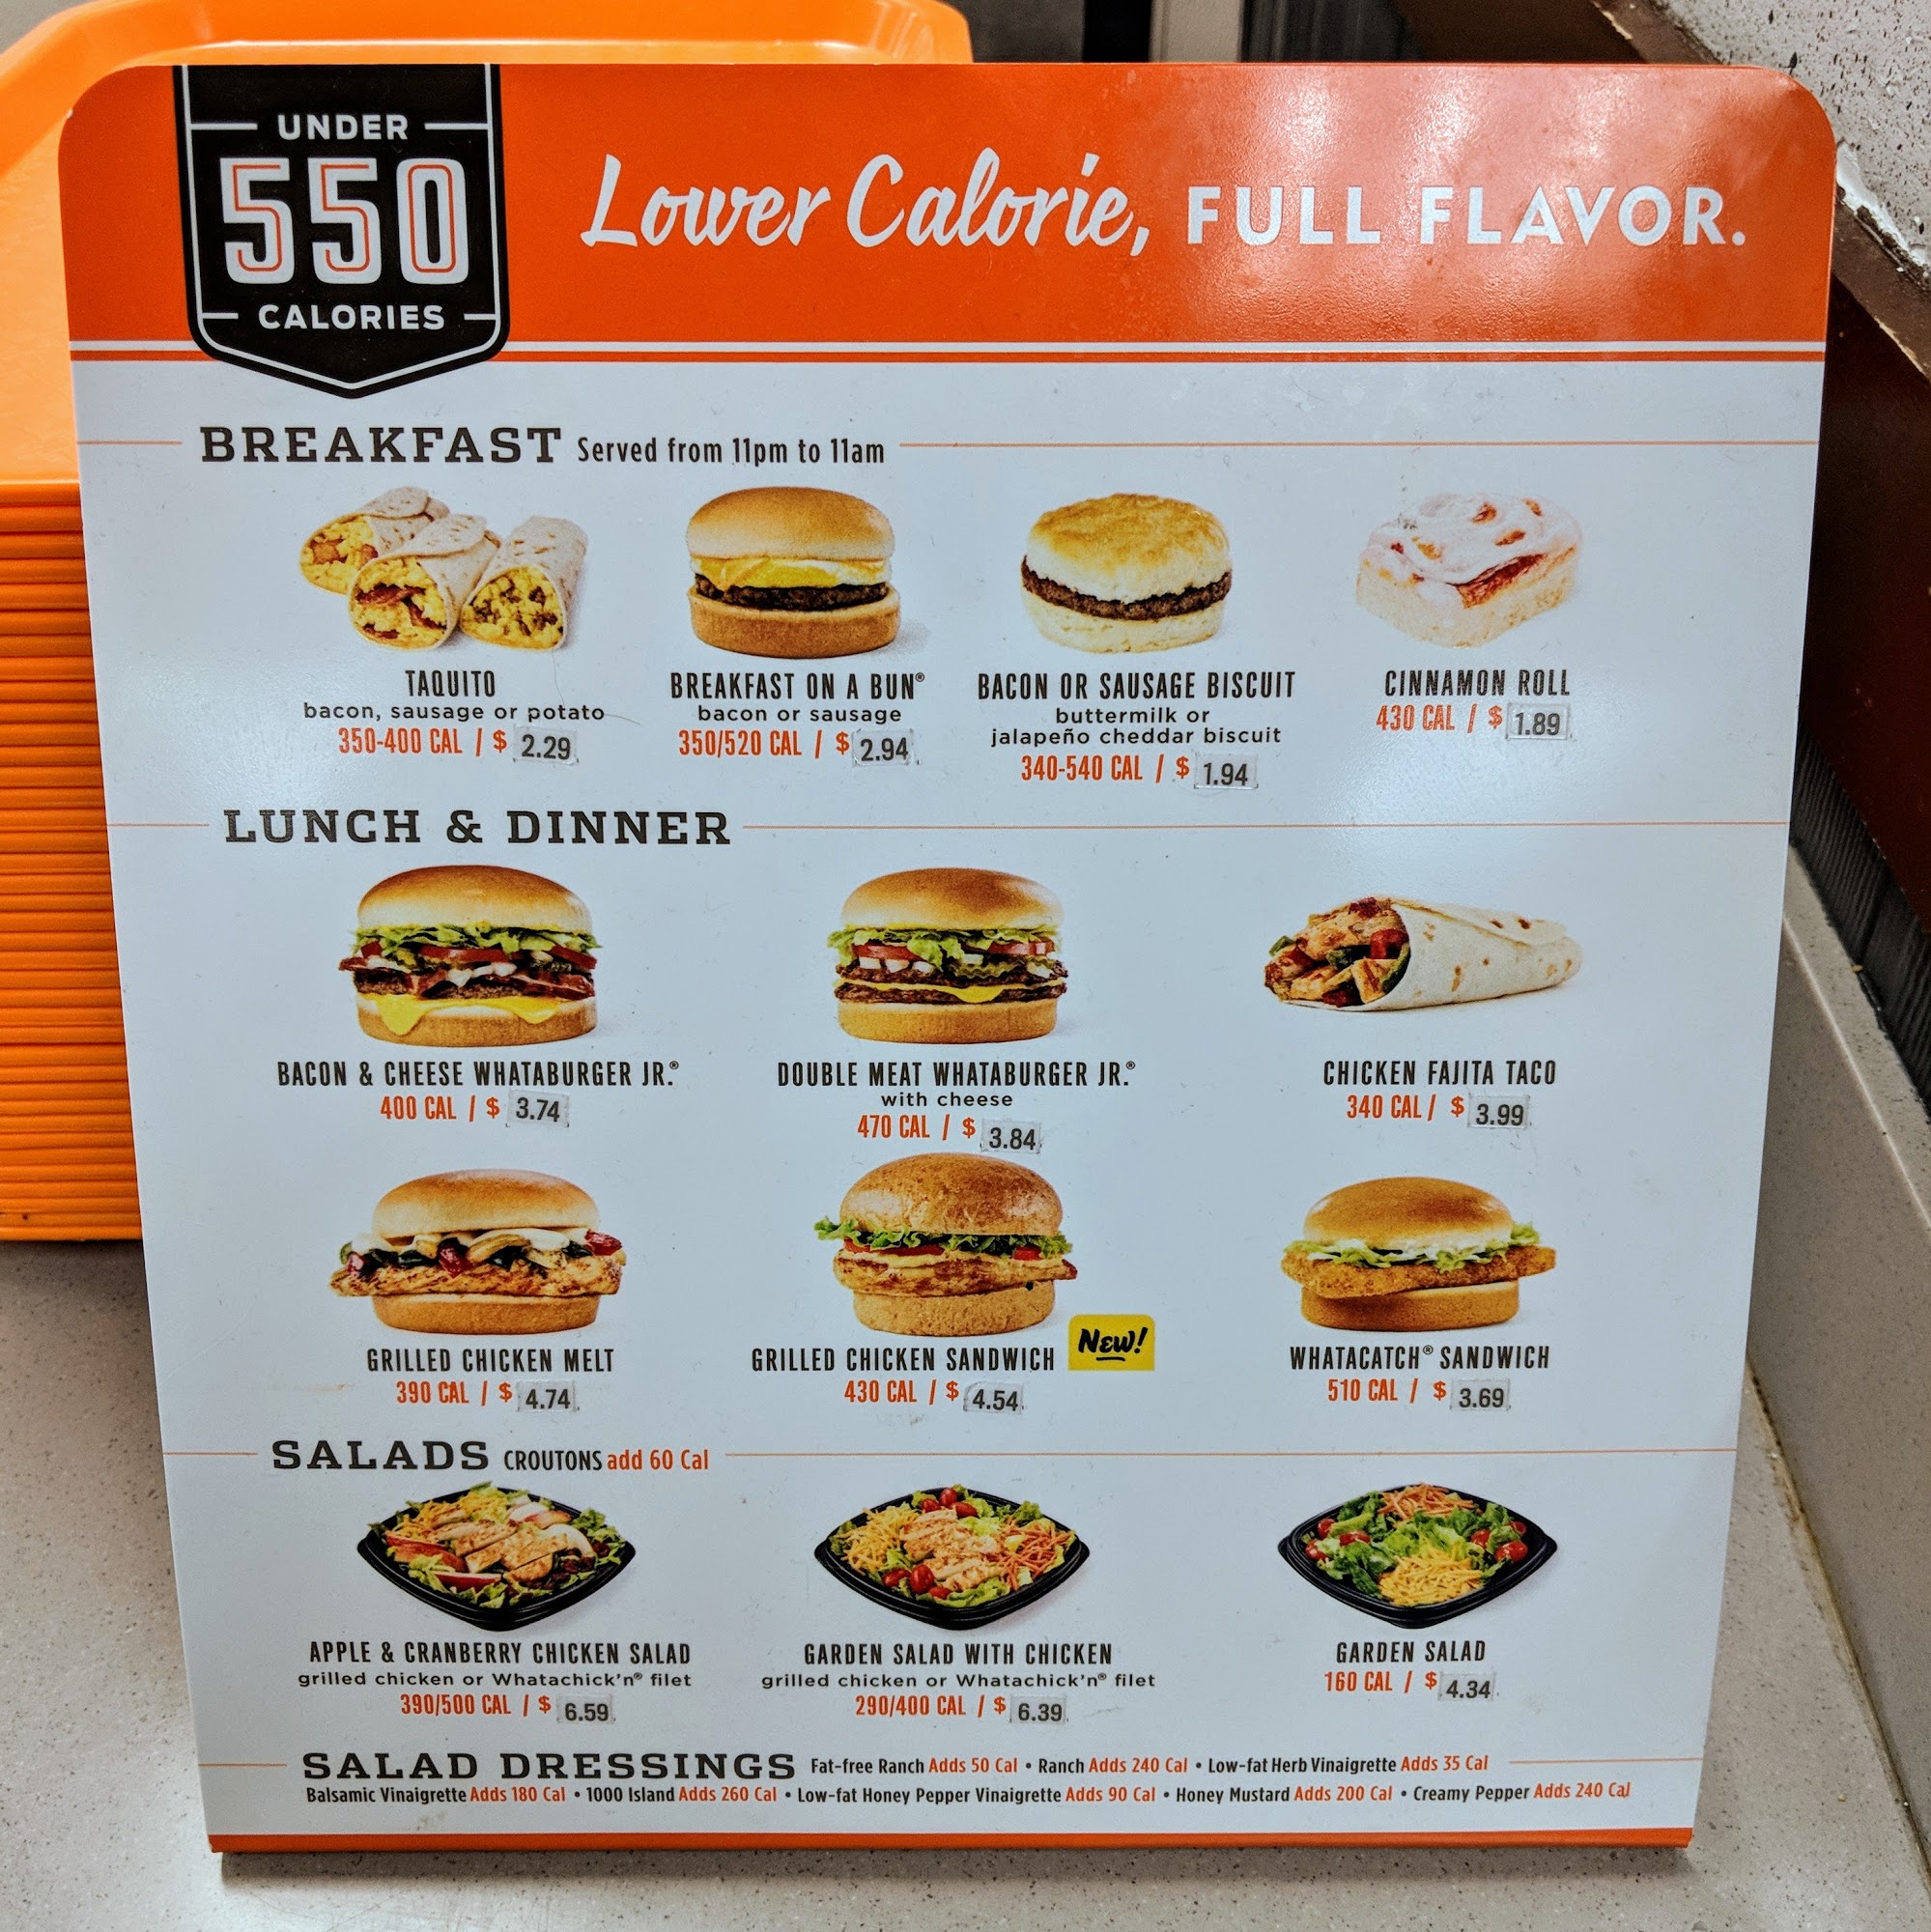 UNDER
550
CALORIES
Lower Calorie, FULL FLAVOR.
BREAKFAST Served from 11pm to 11am
TAQUITO
bacon, sausage or potato
350-400 CAL / $ 2.29
BREAKFAST ON A BUN®
bacon or sausage
350/520 CAL / $ 2.94
BACON OR SAUSAGE BISCUIT
buttermilk or
jalapeño cheddar biscuit
340-540 CAL / $ 1.94
CINNAMON ROLL
430 CAL / $ 1.89
LUNCH & DINNER
BACON & CHEESE WHATABURGER JR.®
400 CAL / $ 3.74
DOUBLE MEAT WHATABURGER JR.®
with cheese
470 CAL / $ 3.84
CHICKEN FAJITA TACO
340 CAL / $ 3.99
GRILLED CHICKEN MELT
390 CAL / $ 4.74
GRILLED CHICKEN SANDWICH
New!
430 CAL / $ 4.54
WHATACATCH® SANDWICH
510 CAL / $ 3.69
SALADS CROUTONS add 60 Cal
APPLE & CRANBERRY CHICKEN SALAD
grilled chicken or Whatachick'n® filet
390/500 CAL / $ 6.59
GARDEN SALAD WITH CHICKEN
grilled chicken or Whatachick'n® filet
290/400 CAL / $ 6.39
GARDEN SALAD
160 CAL / $ 4.34
SALAD DRESSINGS Fat-free Ranch Adds 50 Cal • Ranch Adds 240 Cal • Low-fat Herb Vinaigrette Adds 35 Cal
Balsamic Vinaigrette Adds 180 Cal • 1000 Island Adds 260 Cal • Low-fat Honey Pepper Vinaigrette Adds 90 Cal • Honey Mustard Adds 200 Cal • Creamy Pepper Adds 240 Cal